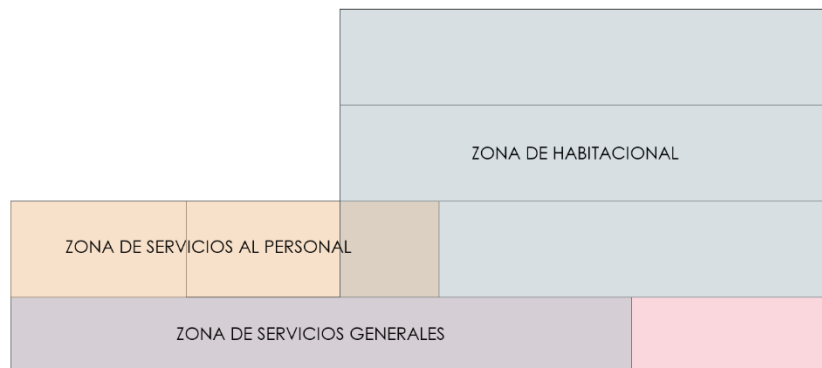 ZONA DE HABITACIONAL
ZONA DE SERVICIOS AL PERSONAL
ZONA DE SERVICIOS GENERALES